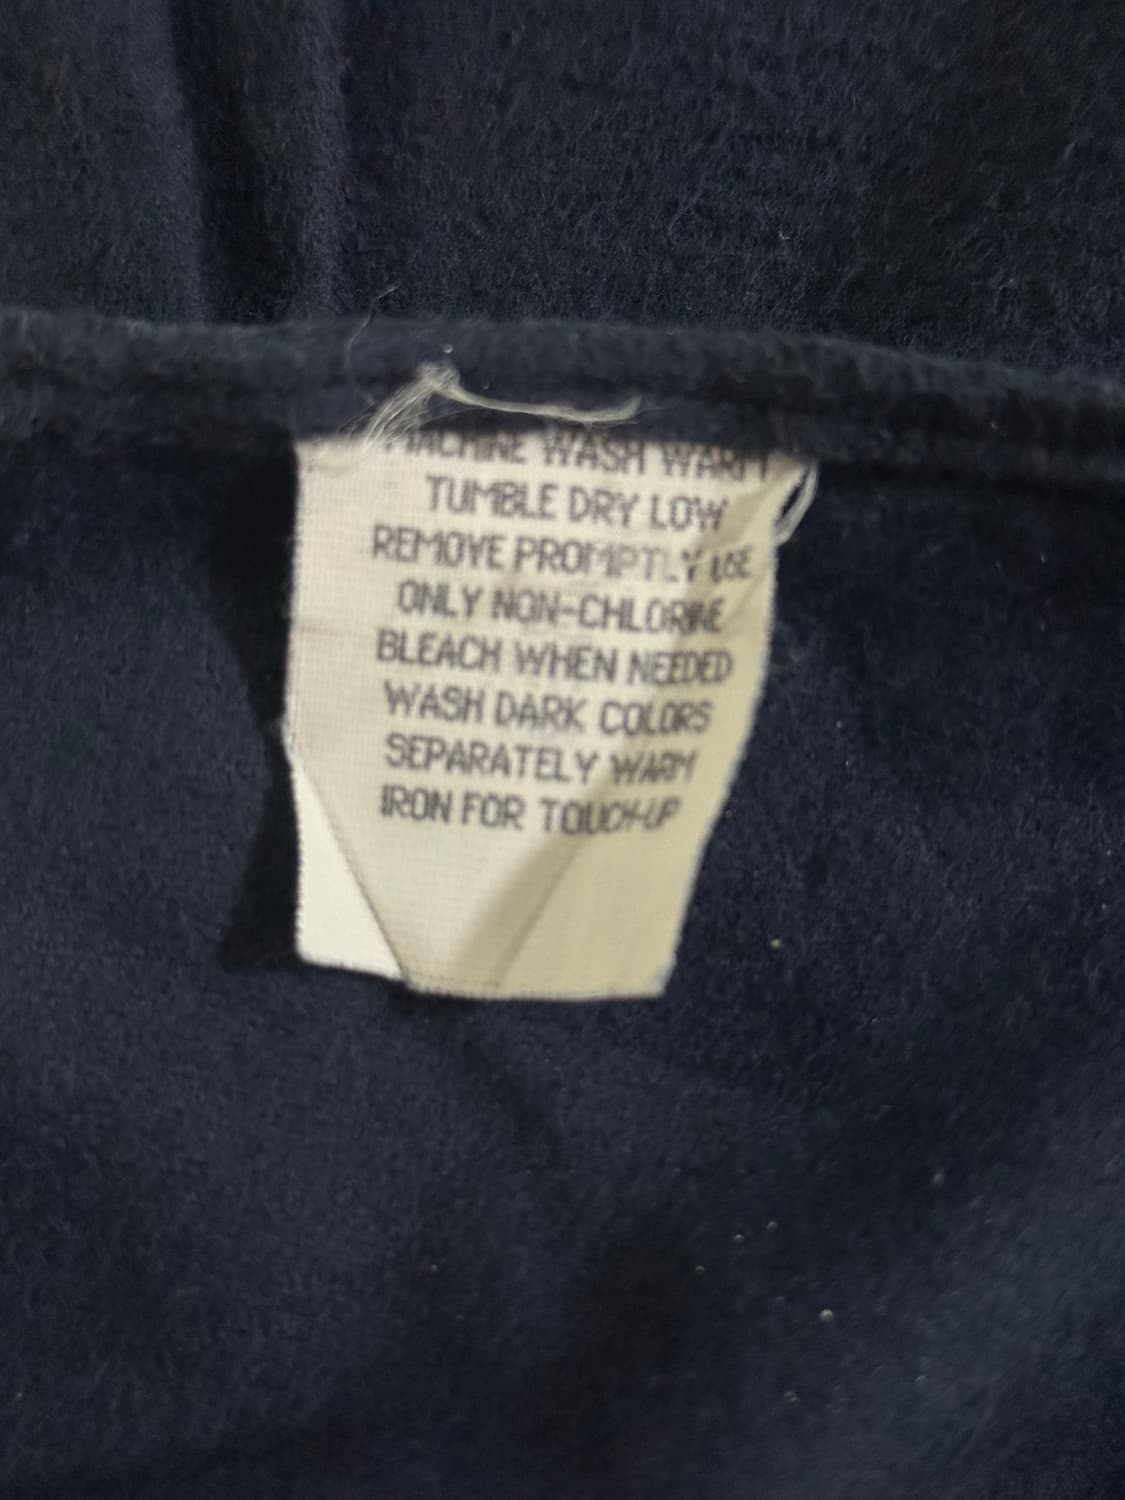 MACHINE WASH WARM
TUMBLE DRY LOW
REMOVE PROMPTLY USE
ONLY NON-CHLORINE
BLEACH WHEN NEEDED
WASH DARK COLORS
SEPARATELY WARM
IRON FOR TOUCH-UP